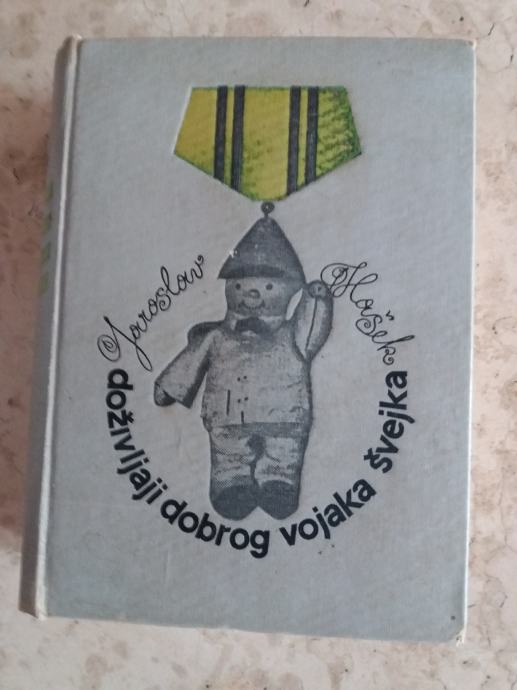 Jaroslav Hašek
doživljaji dobrog vojaka švejka